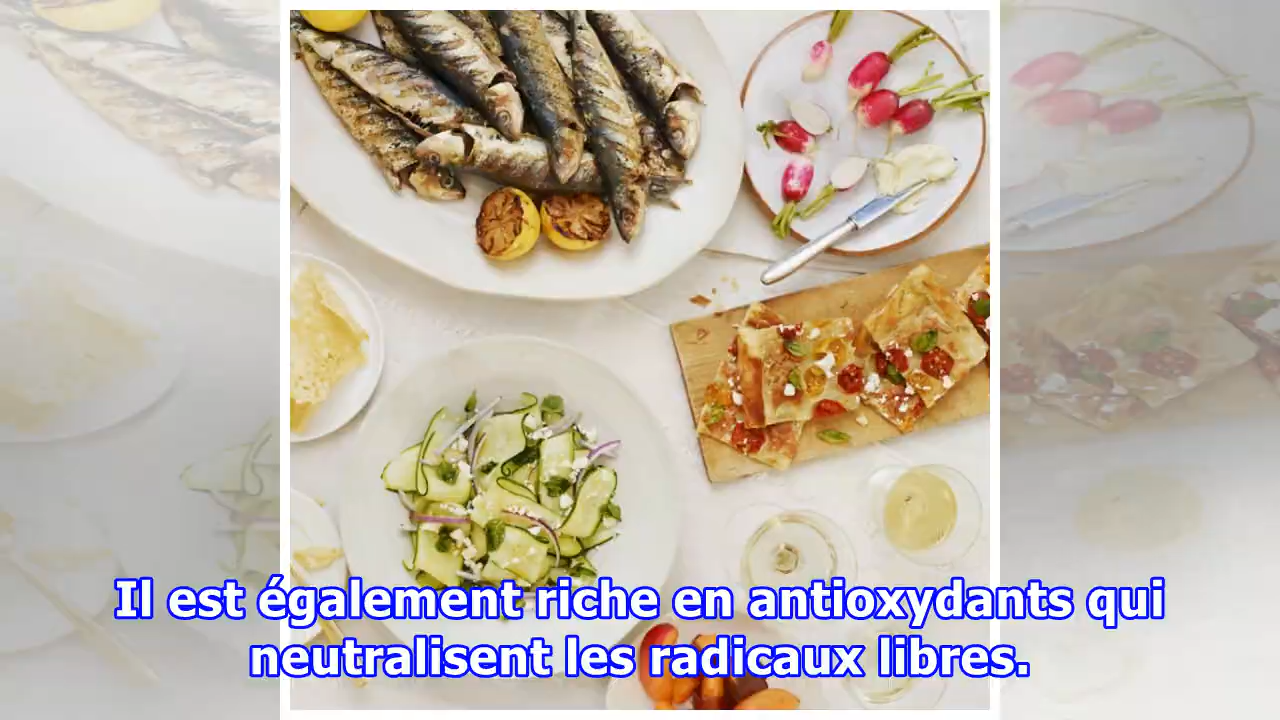 Il est également riche en antioxydants qui
neutralisent les radicaux libres.